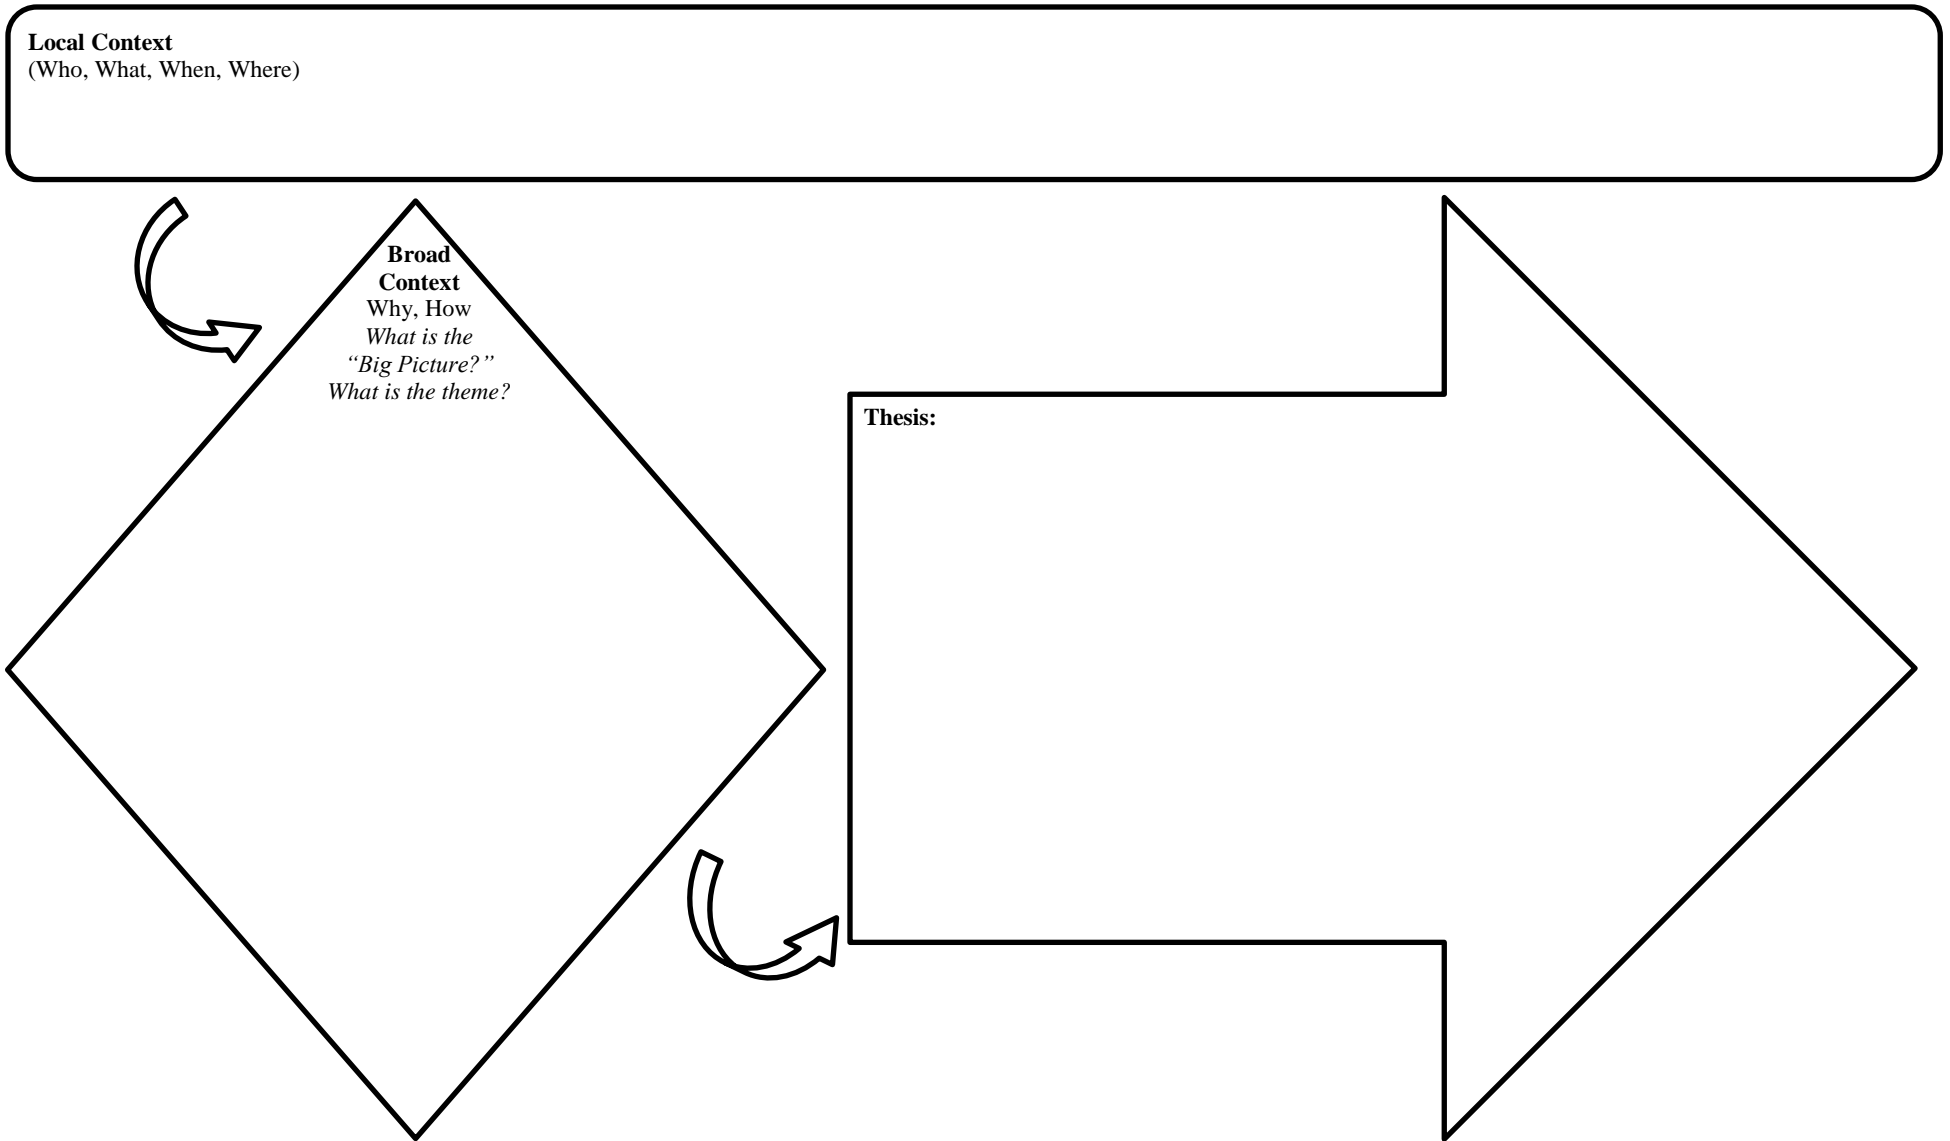 Local Context
(Who, What, When, Where)
Broad
Context
Why, How
What is the
“Big Picture?”
What is the theme?
Thesis: